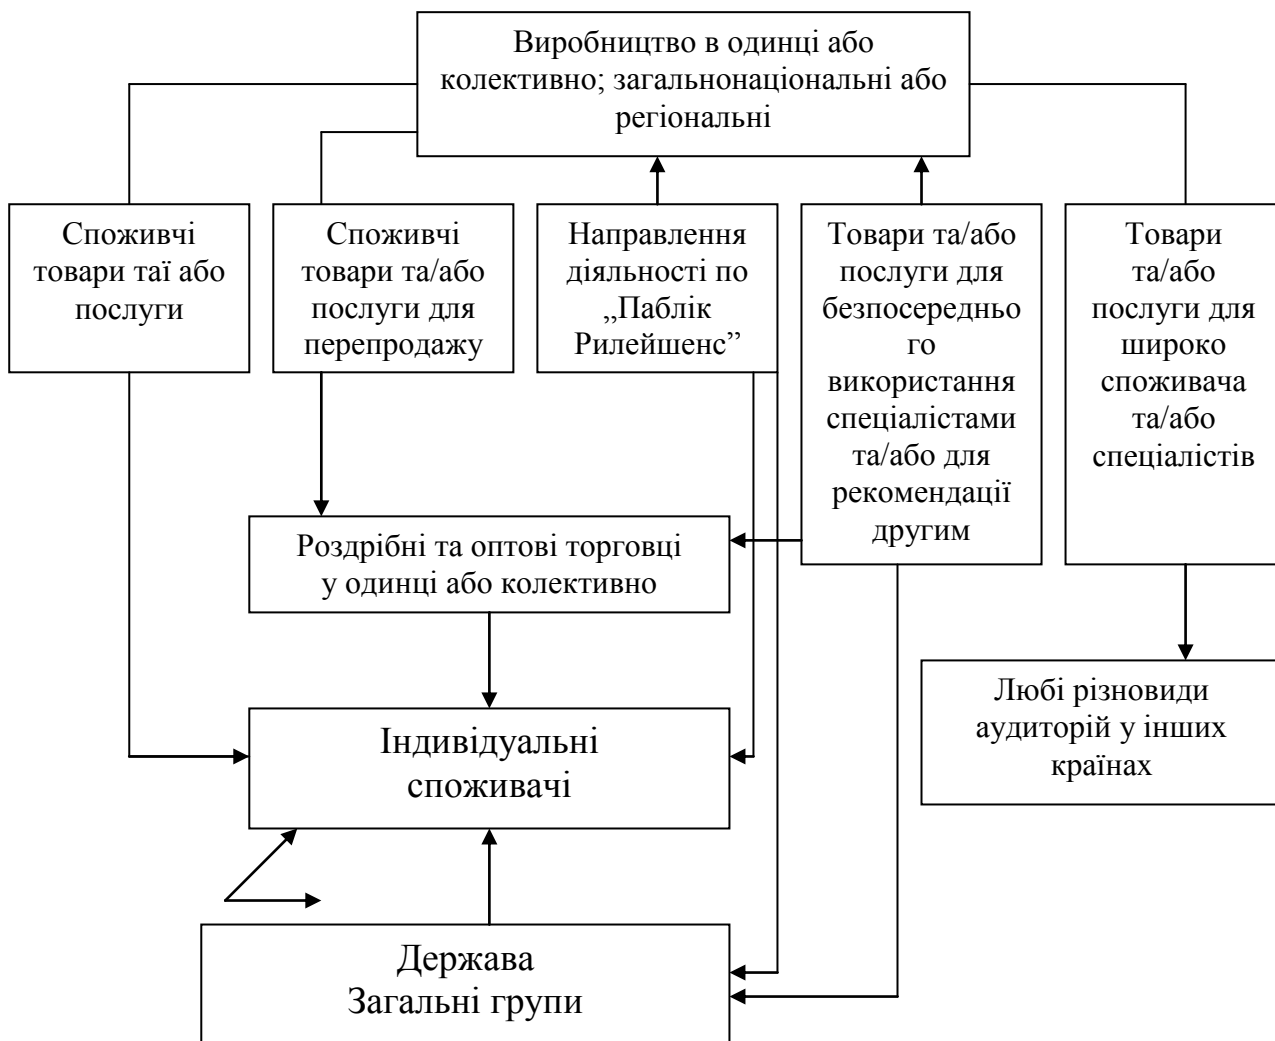 Виробництво в одинці або
колективно; загальнонаціональні або
регіональні
Споживчі
товари таї або
послуги
Споживчі
товари та/або
послуги для
перепродажу
Направлення
діяльності по
„Паблік
Рилейшенс”
Товари та/або
послуги для
безпосередньо
го
використання
спеціалістами
та/або для
рекомендації
другим
Товари
та/або
послуги для
широко
споживача
та/або
спеціалістів
Роздрібні та оптові торговці
у одинці або колективно
Індивідуальні
споживачі
Любі різновиди
аудиторій у інших
країнах
Держава
Загальні групи